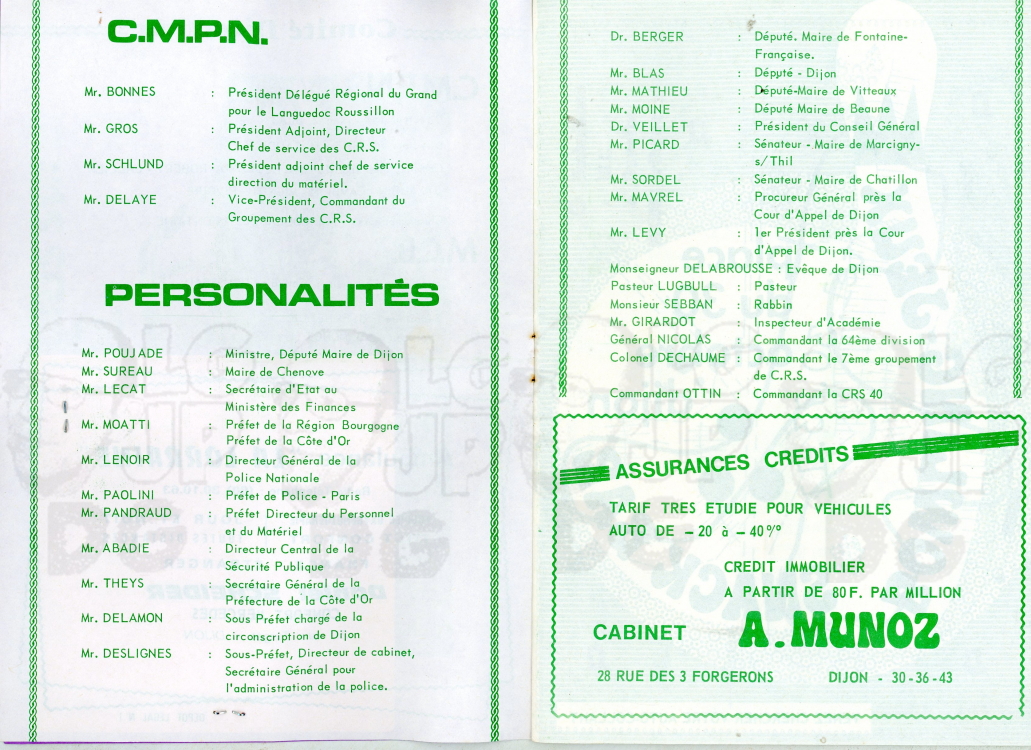 C.M.P.N.
Mr. BONNES : Président Délégué Régional du Grand
pour le Languedoc Roussillon
Mr. GROS : Président Adjoint, Directeur
Chef de service des C.R.S.
Mr. SCHLUND : Président adjoint chef de service
direction du matériel.
Mr. DELAYE : Vice-Président, Commandant du
Groupement des C.R.S.
PERSONALITÉS
Mr. POUJADE : Ministre, Député Maire de Dijon
Mr. SUREAU : Maire de Chenove
Mr. LECAT : Secrétaire d'Etat au
Ministère des Finances
Mr. MOATTI : Préfet de la Région Bourgogne
Préfet de la Côte d'Or
Mr. LENOIR : Directeur Général de la
Police Nationale
Mr. PAOLINI : Préfet de Police - Paris
Mr. PANDRAUD : Préfet Directeur du Personnel
et du Matériel
Mr. ABADIE : Directeur Central de la
Sécurité Publique
Mr. THEYS : Secrétaire Général de la
Préfecture de la Côte d'Or
Mr. DELAMON : Sous Préfet chargé de la
circonscription de Dijon
Mr. DESLIGNES : Sous-Préfet, Directeur de cabinet,
Secrétaire Général pour
l'administration de la police.
Dr. BERGER : Député. Maire de Fontaine-
Française.
Mr. BLAS : Député - Dijon
Mr. MATHIEU : Député-Maire de Vitteaux
Mr. MOINE : Député Maire de Beaune
Dr. VEILLET : Président du Conseil Général
Mr. PICARD : Sénateur - Maire de Marcigny-
s/Thil
Mr. SORDEL : Sénateur - Maire de Chatillon
Mr. MAVREL : Procureur Général près la
Cour d'Appel de Dijon
Mr. LEVY : 1er Président près la Cour
d'Appel de Dijon.
Monseigneur DELABROUSSE : Evêque de Dijon
Pasteur LUGBULL : Pasteur
Monsieur SEBBAN : Rabbin
Mr. GIRARDOT : Inspecteur d'Académie
Général NICOLAS : Commandant la 64ème division
Colonel DECHAUME : Commandant le 7ème groupement
de C.R.S.
Commandant OTTIN : Commandant la CRS 40
ASSURANCES CREDITS
TARIF TRES ETUDIE POUR VEHICULES
AUTO DE - 20 à - 40%
CREDIT IMMOBILIER
A PARTIR DE 80 F. PAR MILLION
CABINET A. MUNOZ
28 RUE DES 3 FORGERONS DIJON - 30-36-43